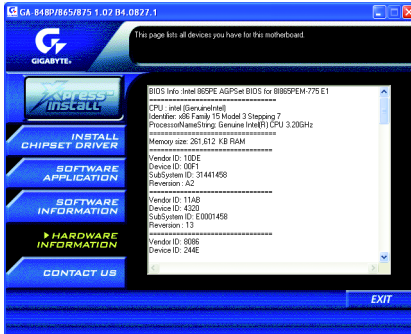 GA-848P/865/875 1.02 B4.0827.1
GIGABYTE
This page lists all devices you have for this motherboard.
Xpress
INSTALL
INSTALL
CHIPSET DRIVER
SOFTWARE
APPLICATION
SOFTWARE
INFORMATION
HARDWARE
INFORMATION
CONTACT US
BIOS Info :Intel 865PE AGPSet BIOS for 8I865PEM-775 E1
================================
CPU : intel (GenuineIntel)
Identifier: x86 Family 15 Model 3 Stepping 7
ProcessorNameString: Genuine Intel(R) CPU 3.20GHz
================================
Memory size: 261,612 KB RAM
================================
Vendor ID: 10DE
Device ID: 00F1
SubSystem ID: 31441458
Reversion : A2
================================
Vendor ID: 11AB
Device ID: 4320
SubSystem ID: E0001458
Reversion : 13
================================
Vendor ID: 8086
Device ID: 244E
EXIT